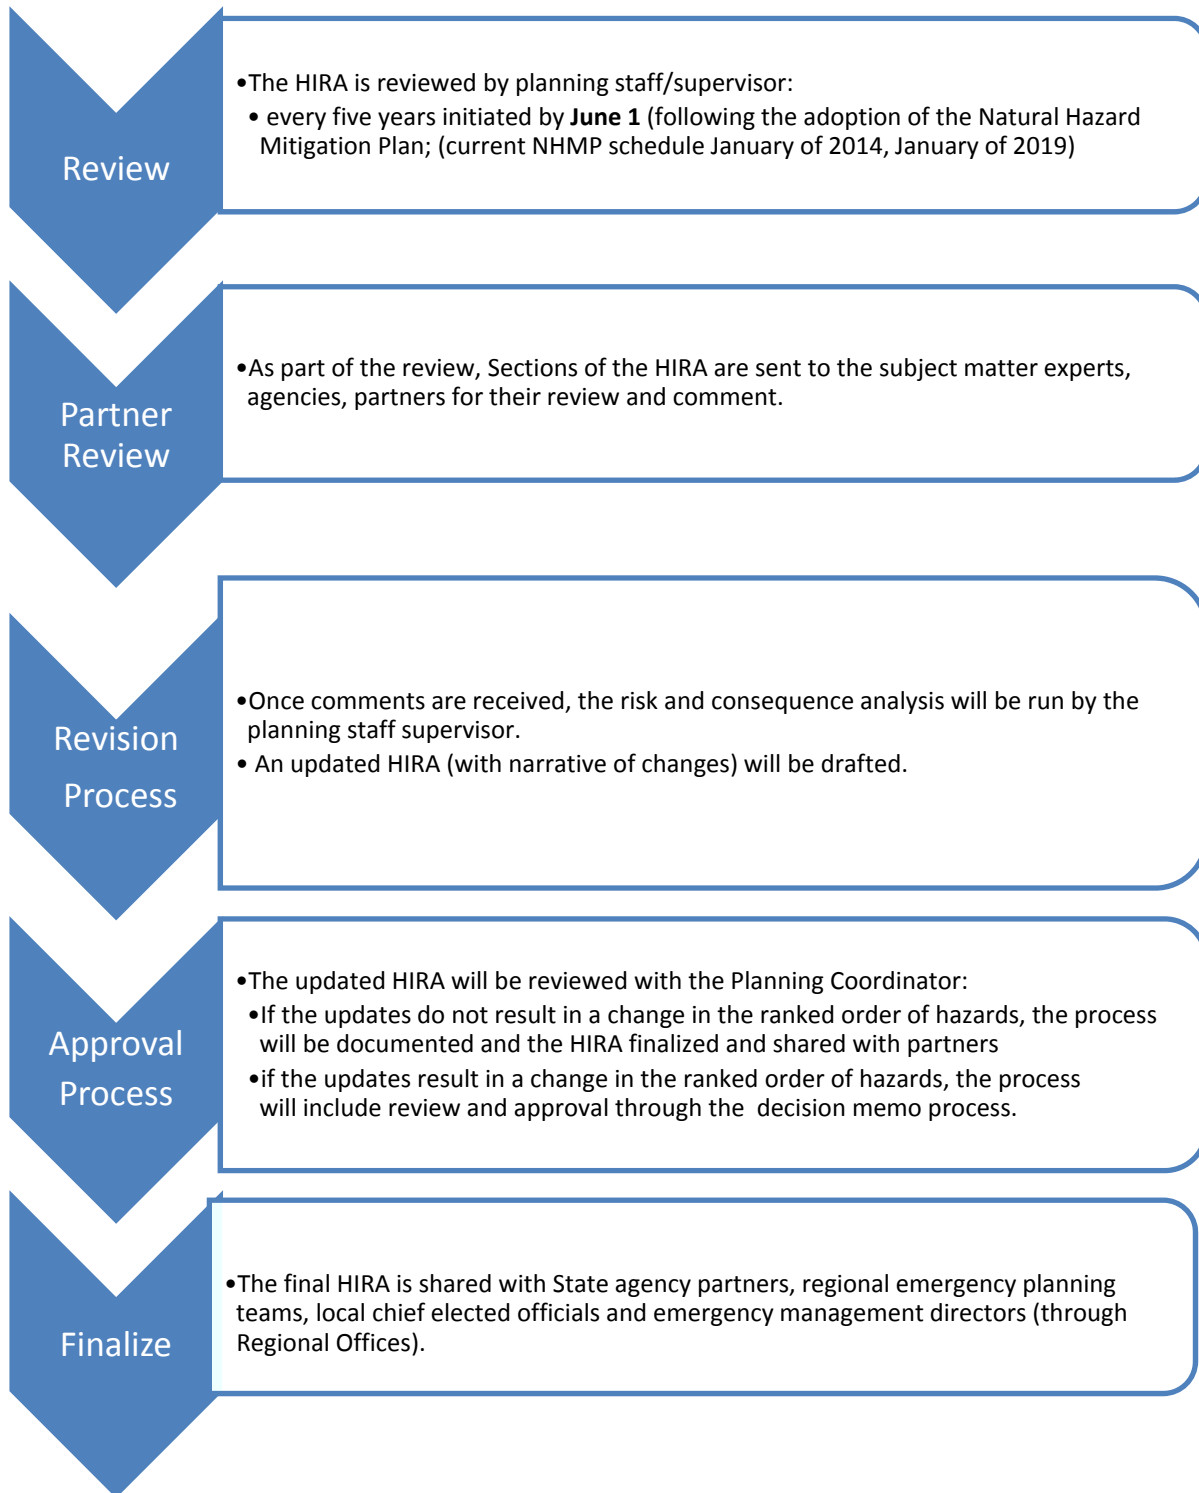 Review
•The HIRA is reviewed by planning staff/supervisor:
• every five years initiated by June 1 (following the adoption of the Natural Hazard
Mitigation Plan; (current NHMP schedule January of 2014, January of 2019)
Partner
Review
•As part of the review, Sections of the HIRA are sent to the subject matter experts,
agencies, partners for their review and comment.
Revision
Process
•Once comments are received, the risk and consequence analysis will be run by the
planning staff supervisor.
• An updated HIRA (with narrative of changes) will be drafted.
Approval
Process
•The updated HIRA will be reviewed with the Planning Coordinator:
•If the updates do not result in a change in the ranked order of hazards, the process
will be documented and the HIRA finalized and shared with partners
•if the updates result in a change in the ranked order of hazards, the process
will include review and approval through the  decision memo process.
Finalize
•The final HIRA is shared with State agency partners, regional emergency planning
teams, local chief elected officials and emergency management directors (through
Regional Offices).